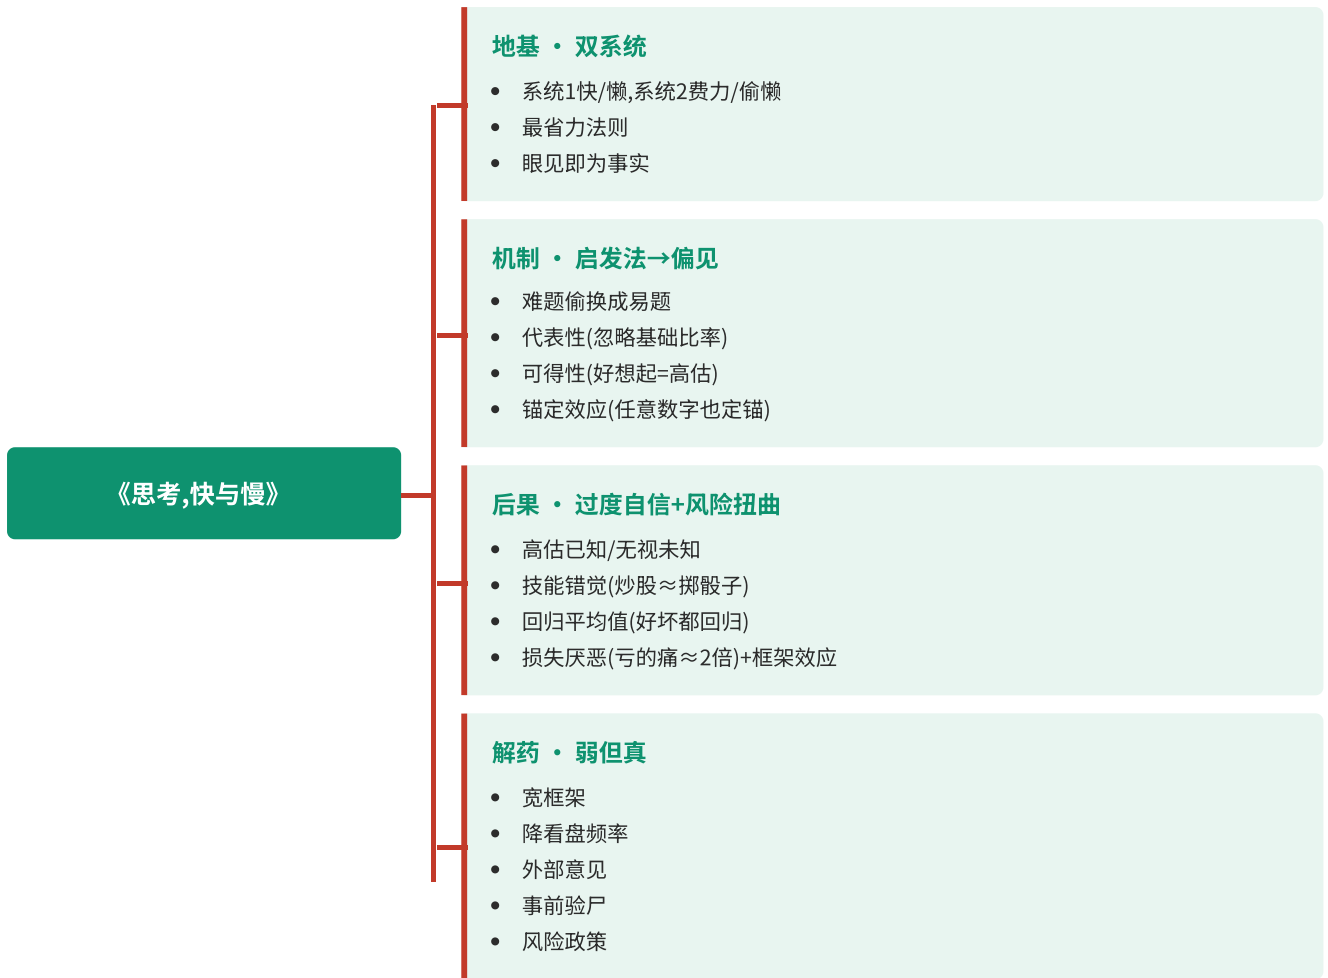 地基 · 双系统
系统1快/懒,系统2费力/偷懒
最省力法则
眼见即为事实
机制 · 启发法→偏见
难题偷换成易题
代表性(忽略基础比率)
可得性(好想起=高估)
锚定效应(任意数字也定锚)
《思考,快与慢》
后果 · 过度自信+风险扭曲
高估已知/无视未知
技能错觉(炒股≈掷骰子)
回归平均值(好坏都回归)
损失厌恶(亏的痛≈2倍)+框架效应
解药 · 弱但真
宽框架
降看盘频率
外部意见
事前验尸
风险政策